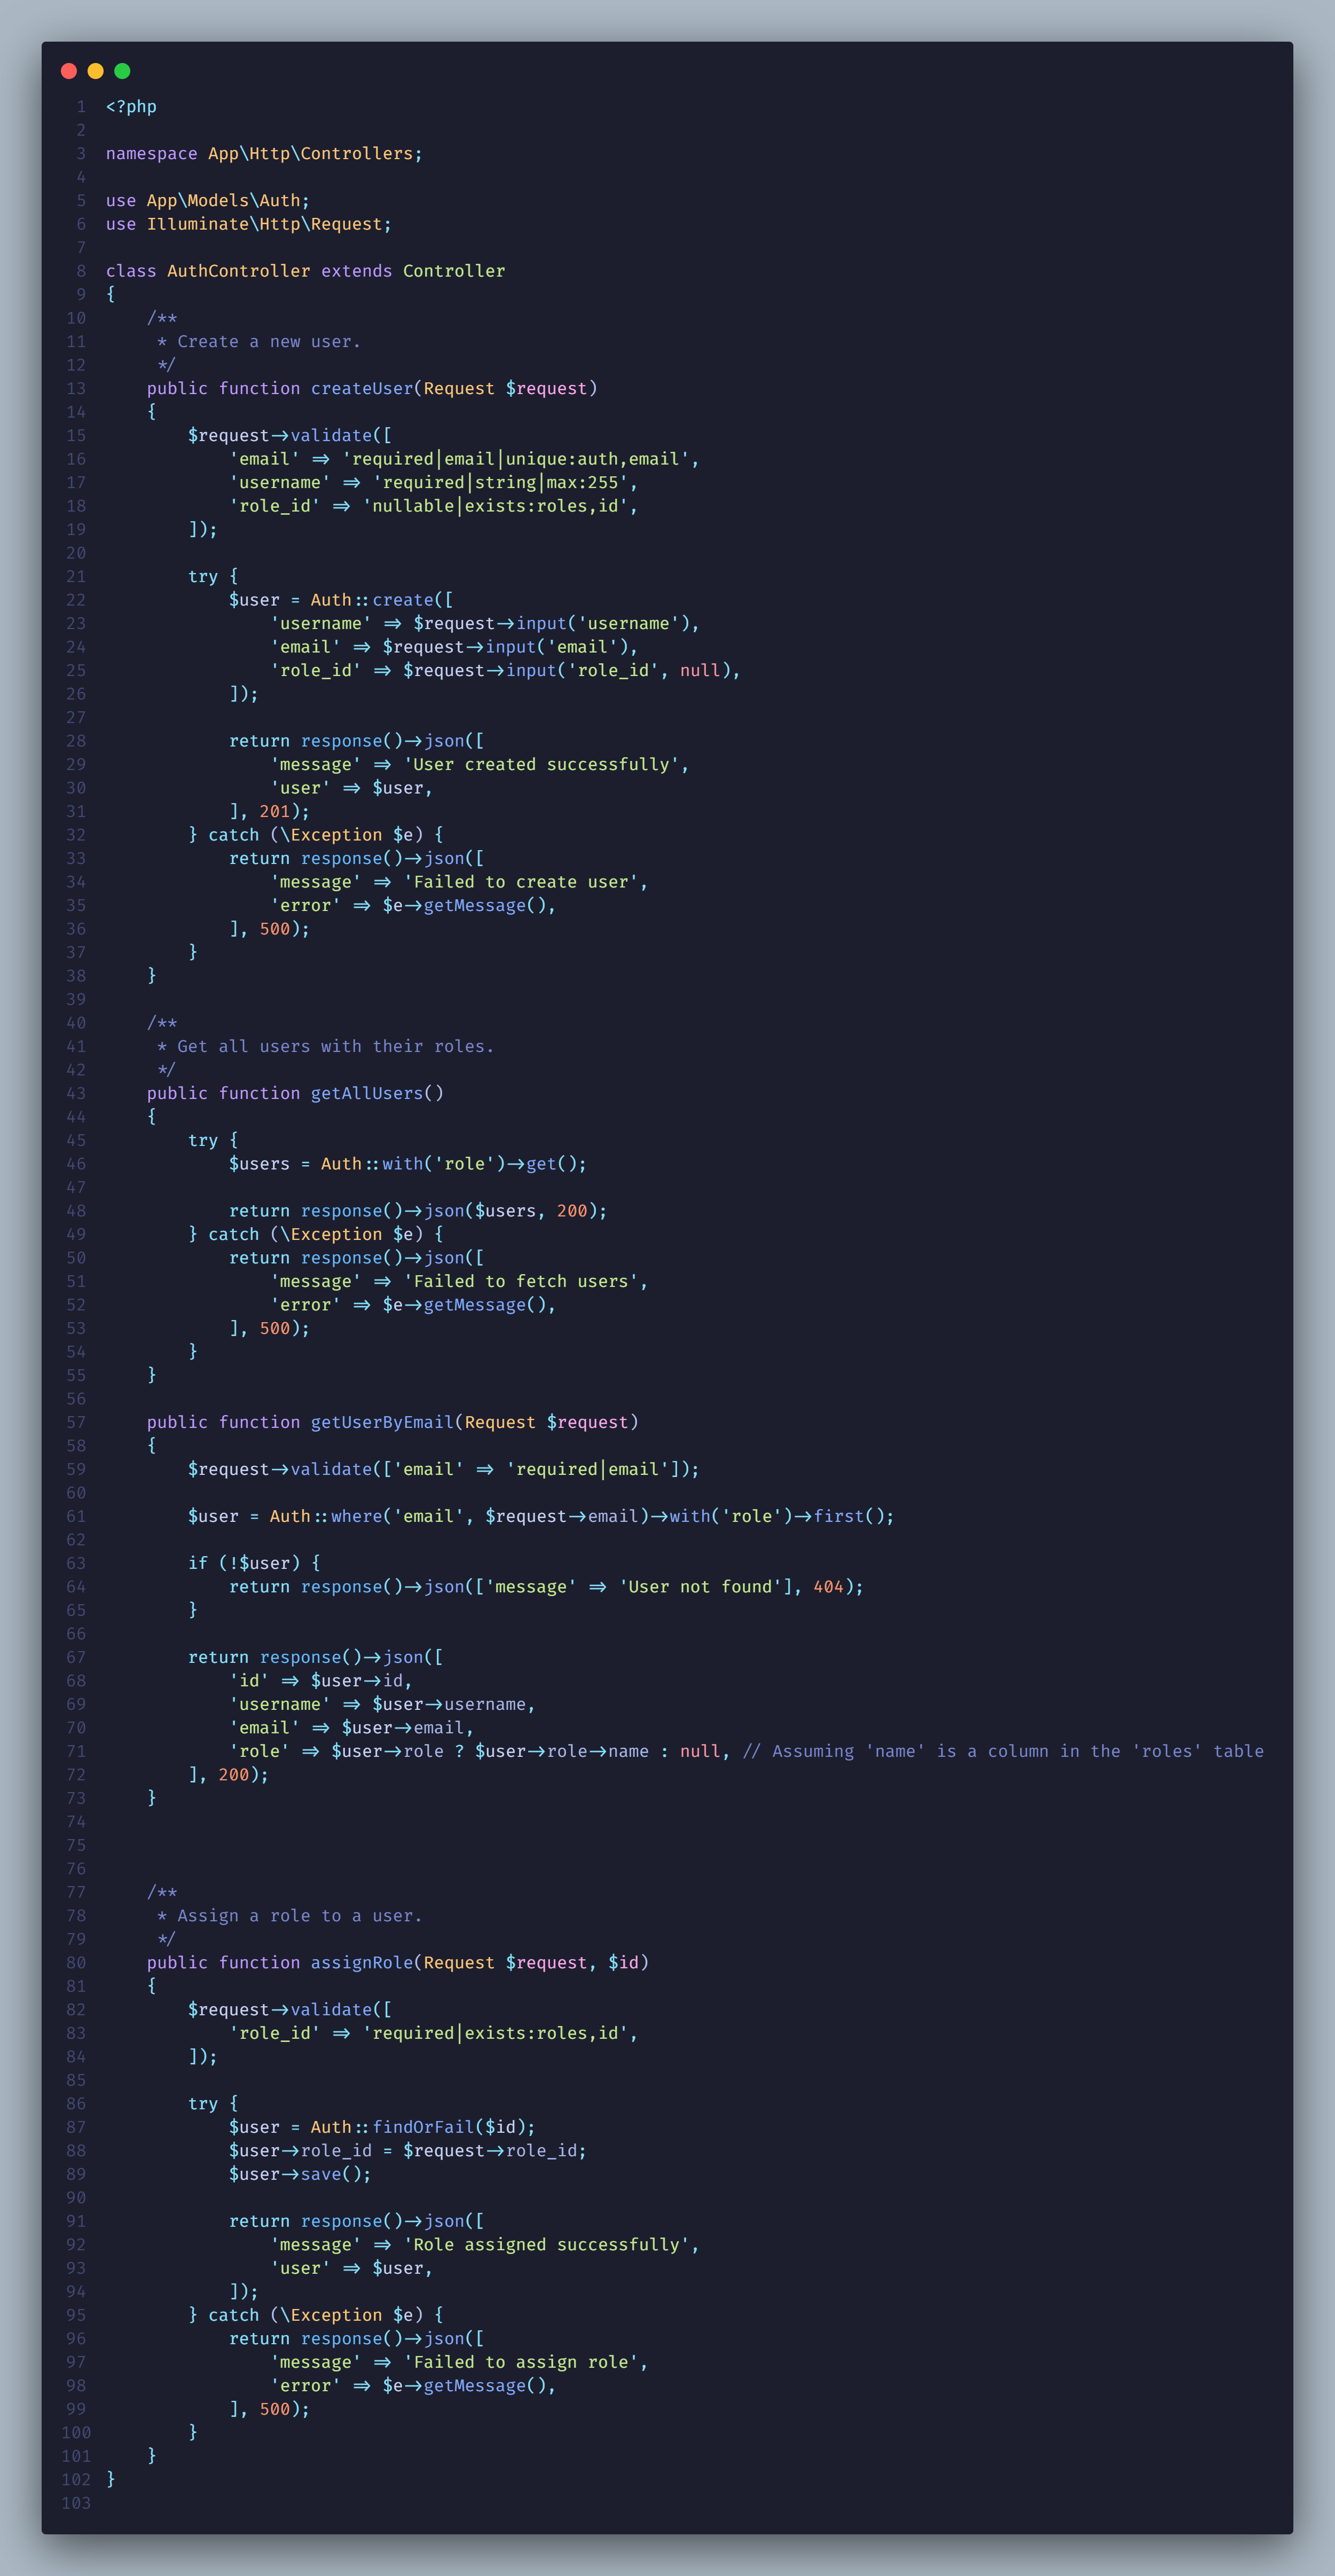 1 <?php
2
3 namespace App\Http\Controllers;
4
5 use App\Models\Auth;
6 use Illuminate\Http\Request;
7
8 class AuthController extends Controller
9 {
10     /**
11      * Create a new user.
12      */
13     public function createUser(Request $request)
14     {
15         $request->validate([
16             'email' => 'required|email|unique:auth,email',
17             'username' => 'required|string|max:255',
18             'role_id' => 'nullable|exists:roles,id',
19         ]);
20
21         try {
22             $user = Auth::create([
23                 'username' => $request->input('username'),
24                 'email' => $request->input('email'),
25                 'role_id' => $request->input('role_id', null),
26             ]);
27
28             return response()->json([
29                 'message' => 'User created successfully',
30                 'user' => $user,
31             ], 201);
32         } catch (\Exception $e) {
33             return response()->json([
34                 'message' => 'Failed to create user',
35                 'error' => $e->getMessage(),
36             ], 500);
37         }
38     }
39
40     /**
41      * Get all users with their roles.
42      */
43     public function getAllUsers()
44     {
45         try {
46             $users = Auth::with('role')->get();
47
48             return response()->json($users, 200);
49         } catch (\Exception $e) {
50             return response()->json([
51                 'message' => 'Failed to fetch users',
52                 'error' => $e->getMessage(),
53             ], 500);
54         }
55     }
56
57     public function getUserByEmail(Request $request)
58     {
59         $request->validate(['email' => 'required|email']);
60
61         $user = Auth::where('email', $request->email)->with('role')->first();
62
63         if (!$user) {
64             return response()->json(['message' => 'User not found'], 404);
65         }
66
67         return response()->json([
68             'id' => $user->id,
69             'username' => $user->username,
70             'email' => $user->email,
71             'role' => $user->role ? $user->role->name : null, // Assuming 'name' is a column in the 'roles' table
72         ], 200);
73     }
74
75
76
77     /**
78      * Assign a role to a user.
79      */
80     public function assignRole(Request $request, $id)
81     {
82         $request->validate([
83             'role_id' => 'required|exists:roles,id',
84         ]);
85
86         try {
87             $user = Auth::findOrFail($id);
88             $user->role_id = $request->role_id;
89             $user->save();
90
91             return response()->json([
92                 'message' => 'Role assigned successfully',
93                 'user' => $user,
94             ]);
95         } catch (\Exception $e) {
96             return response()->json([
97                 'message' => 'Failed to assign role',
98                 'error' => $e->getMessage(),
99             ], 500);
100         }
101     }
102 }
103